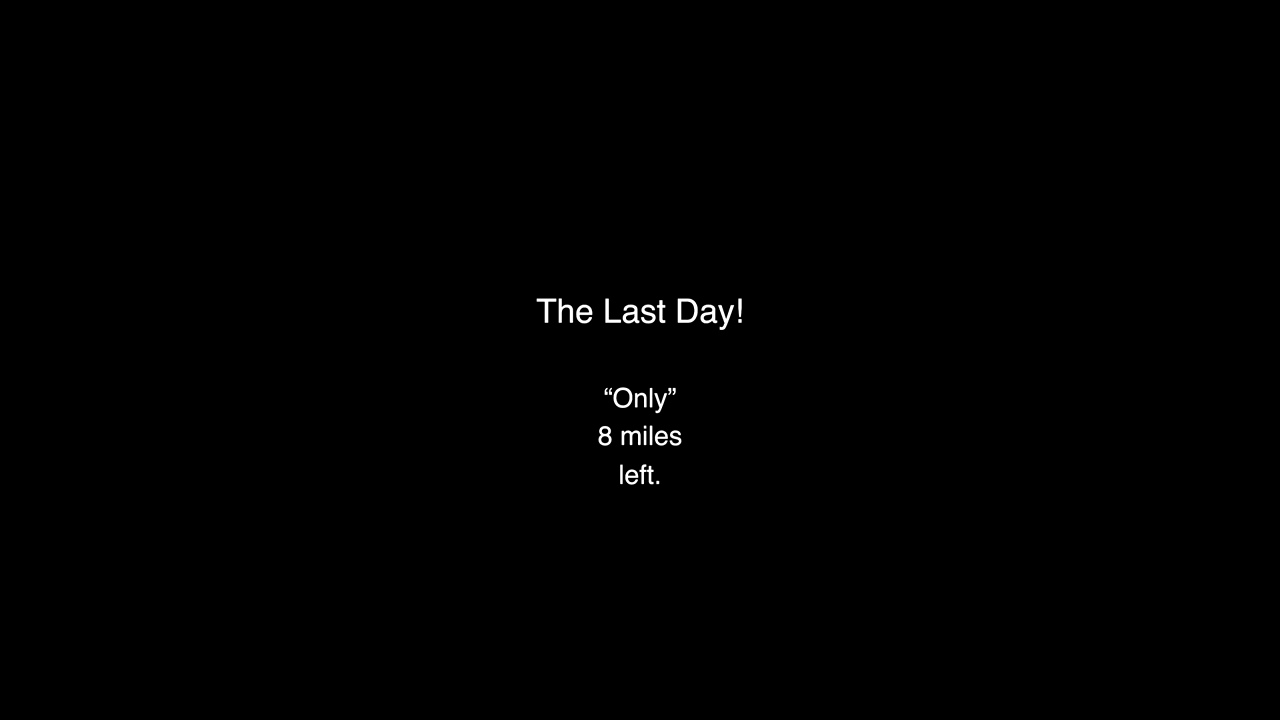 The Last Day!
“Only”
8 miles
left.